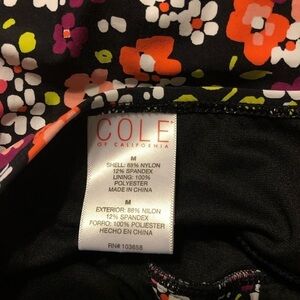 COLE
OF CALIFORNIA
M
SHELL: 88% NYLON
12% SPANDEX
LINING: 100%
POLYESTER
MADE IN CHINA
M
EXTERIOR: 88% NILON
12% SPANDEX
FORRO: 100% POLIESTER
HECHO EN CHINA
RN# 103858